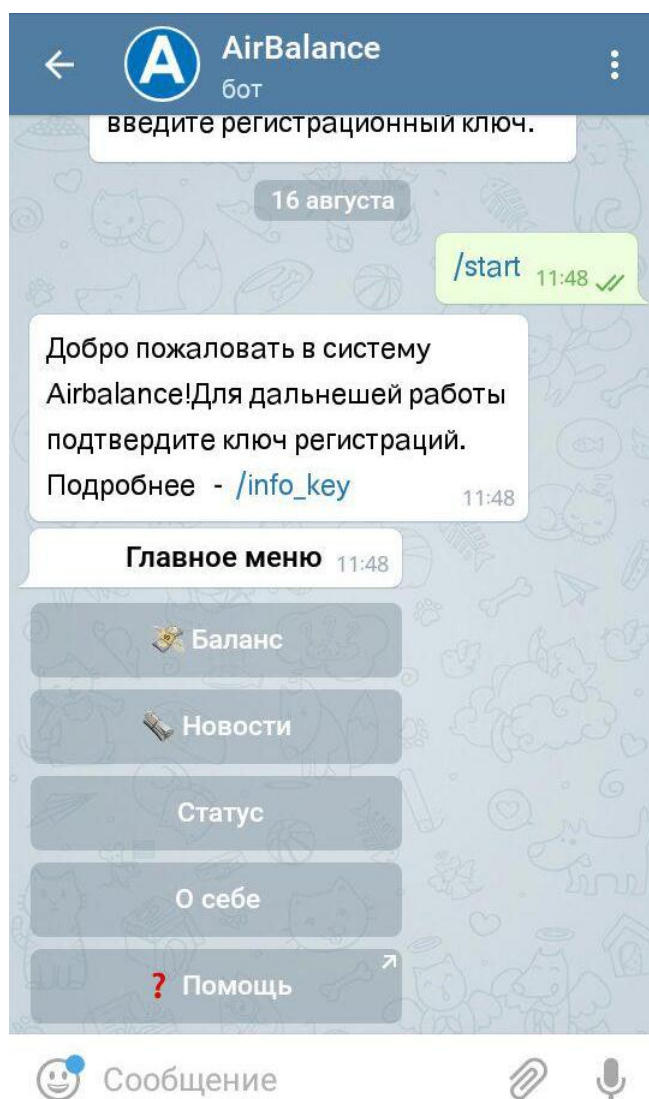 A
AirBalance
бот
введите регистрационный ключ.
16 августа
/start 11:48
Добро пожаловать в систему
Airbalance!Для дальнешей работы
подтвердите ключ регистраций.
Подробнее - /info_key 11:48
Главное меню 11:48
Баланс
Новости
Статус
О себе
❓ Помощь
Сообщение